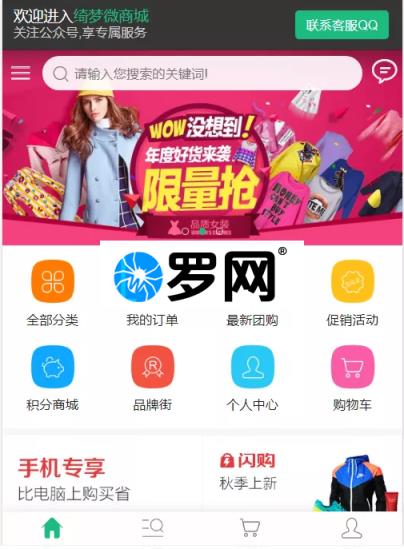 欢迎进入绮梦微商城
关注公众号,享专属服务
联系客服QQ
请输入您搜索的关键词!
WOW没想到!
年度好货来袭
限量抢
品质女装
罗网®
全部分类
我的订单
最新团购
促销活动
积分商城
品牌街
个人中心
购物车
手机专享
比电脑上购买省
闪购
秋季上新